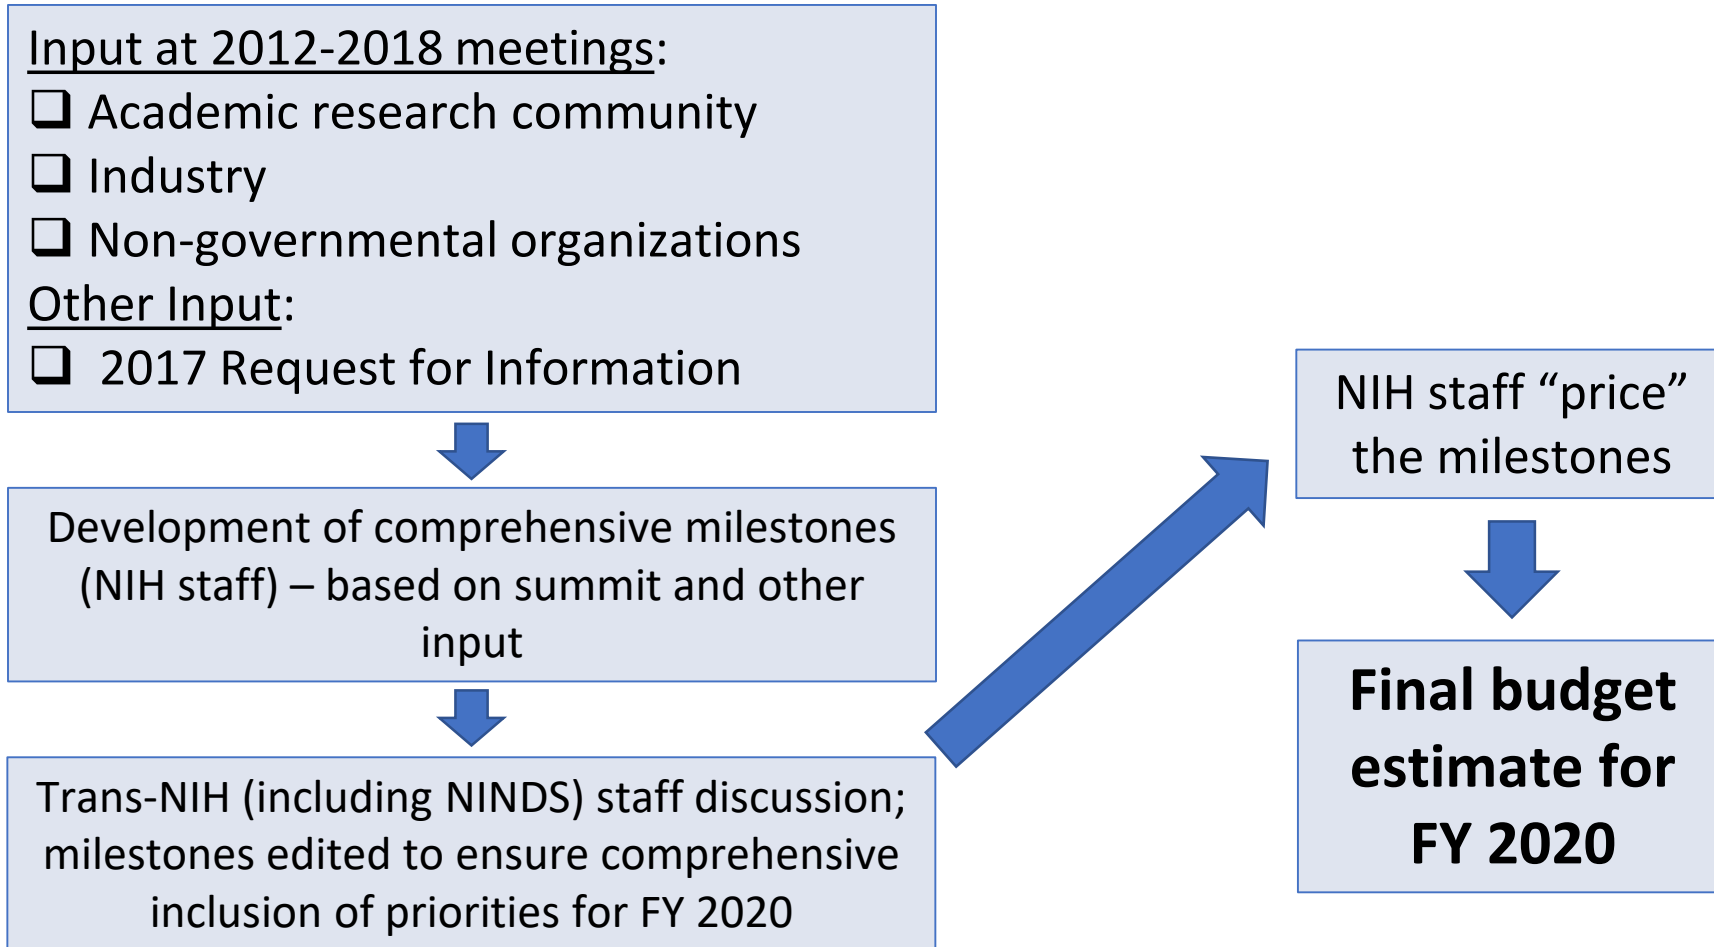 Input at 2012-2018 meetings:
❑ Academic research community
❑ Industry
❑ Non-governmental organizations
Other Input:
❑ 2017 Request for Information
Development of comprehensive milestones
(NIH staff) – based on summit and other
input
Trans-NIH (including NINDS) staff discussion;
milestones edited to ensure comprehensive
inclusion of priorities for FY 2020
NIH staff “price”
the milestones
Final budget
estimate for
FY 2020